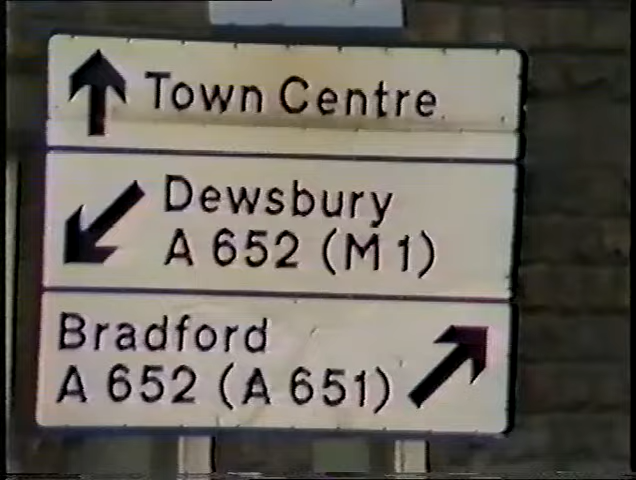 Town Centre
Dewsbury
A 652 (M 1)
Bradford
A 652 (A 651)